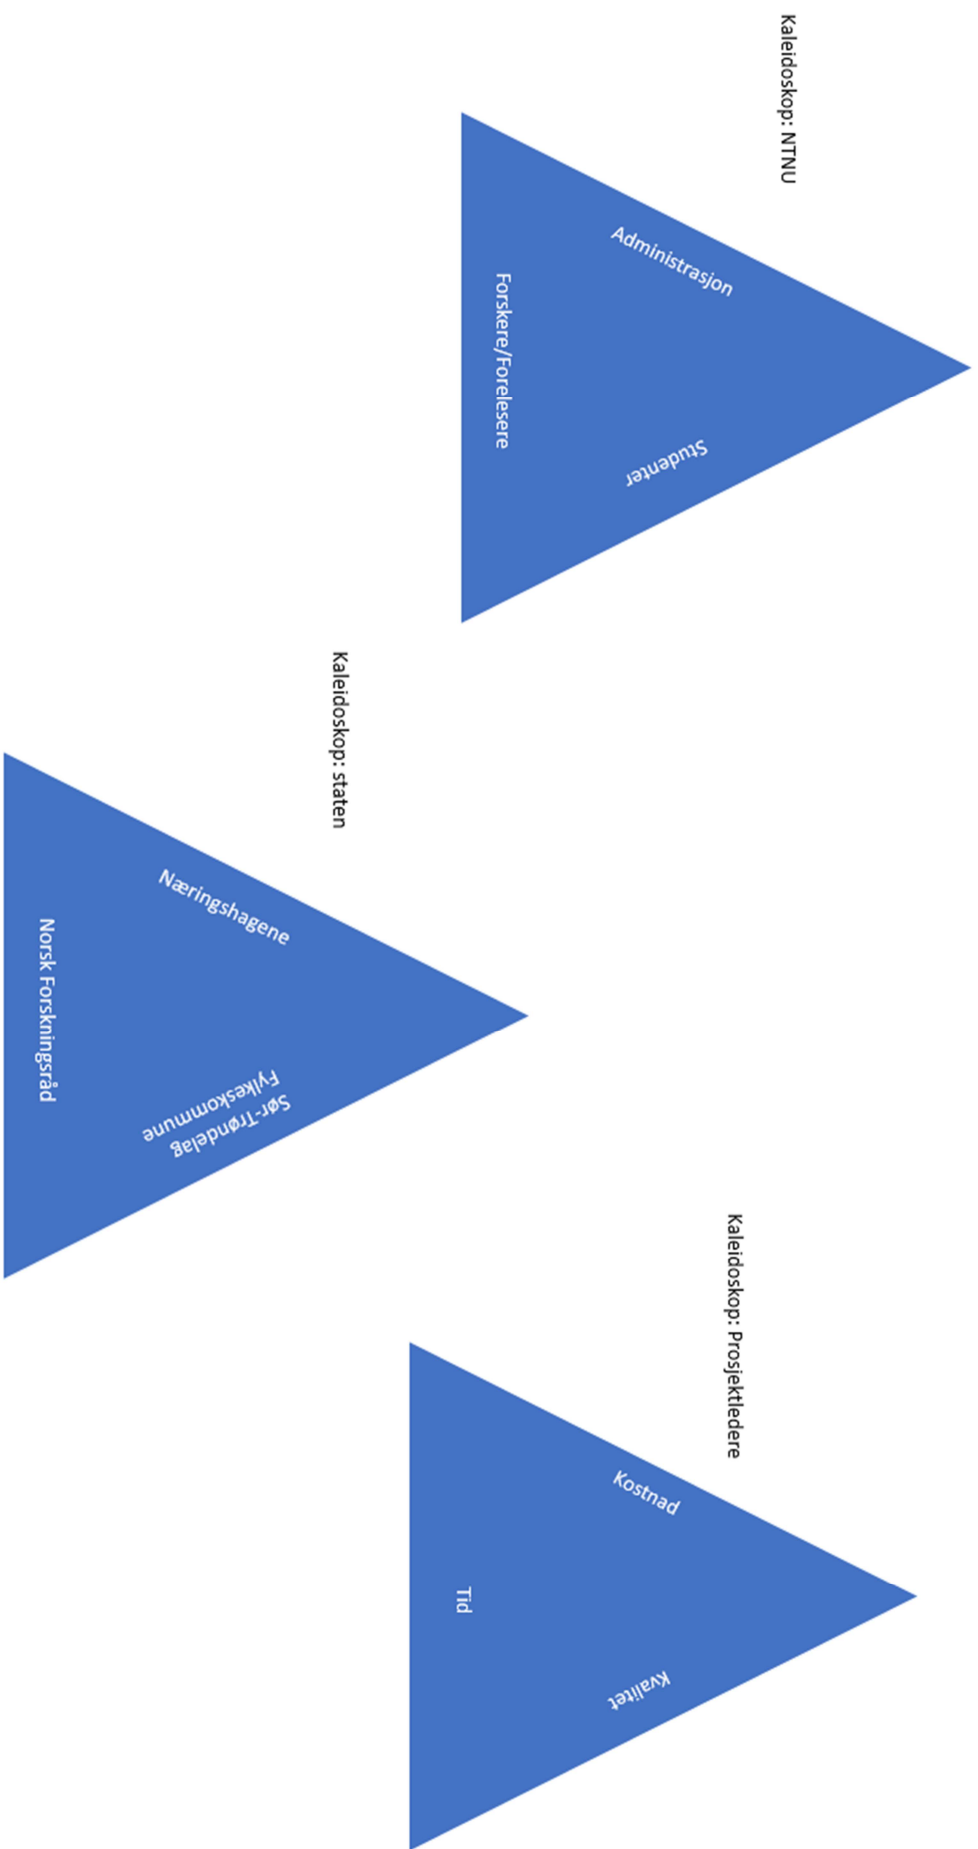 Kaleidoskop: NTNU
Administrasjon
Studenter
Forskere/Forelesere
Kaleidoskop: staten
Næringshagene
Sør-Trøndelag
Fylkeskommune
Norsk Forskningsråd
Kaleidoskop: Prosjektledere
Kostnad
Kvalitet
Tid